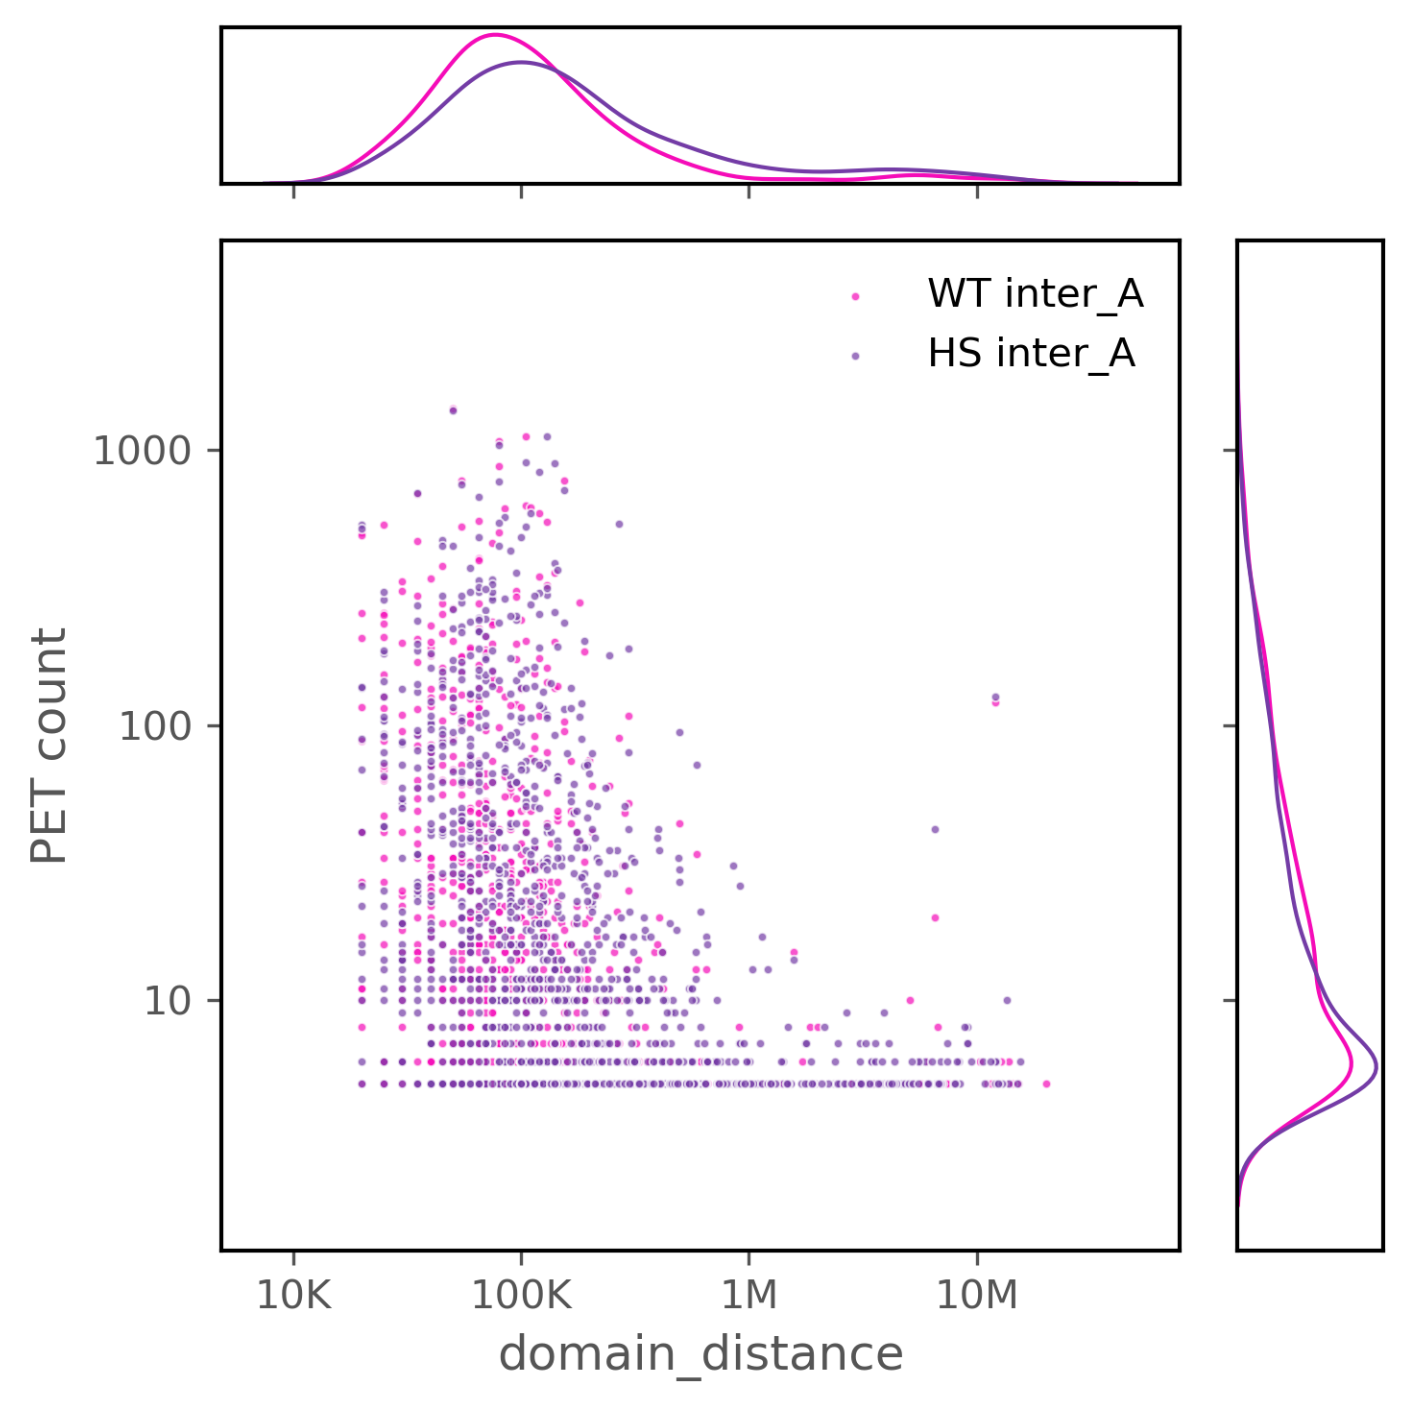 WT inter_A
HS inter_A
1000
100
10
PET count
10K 100K 1M 10M
domain_distance